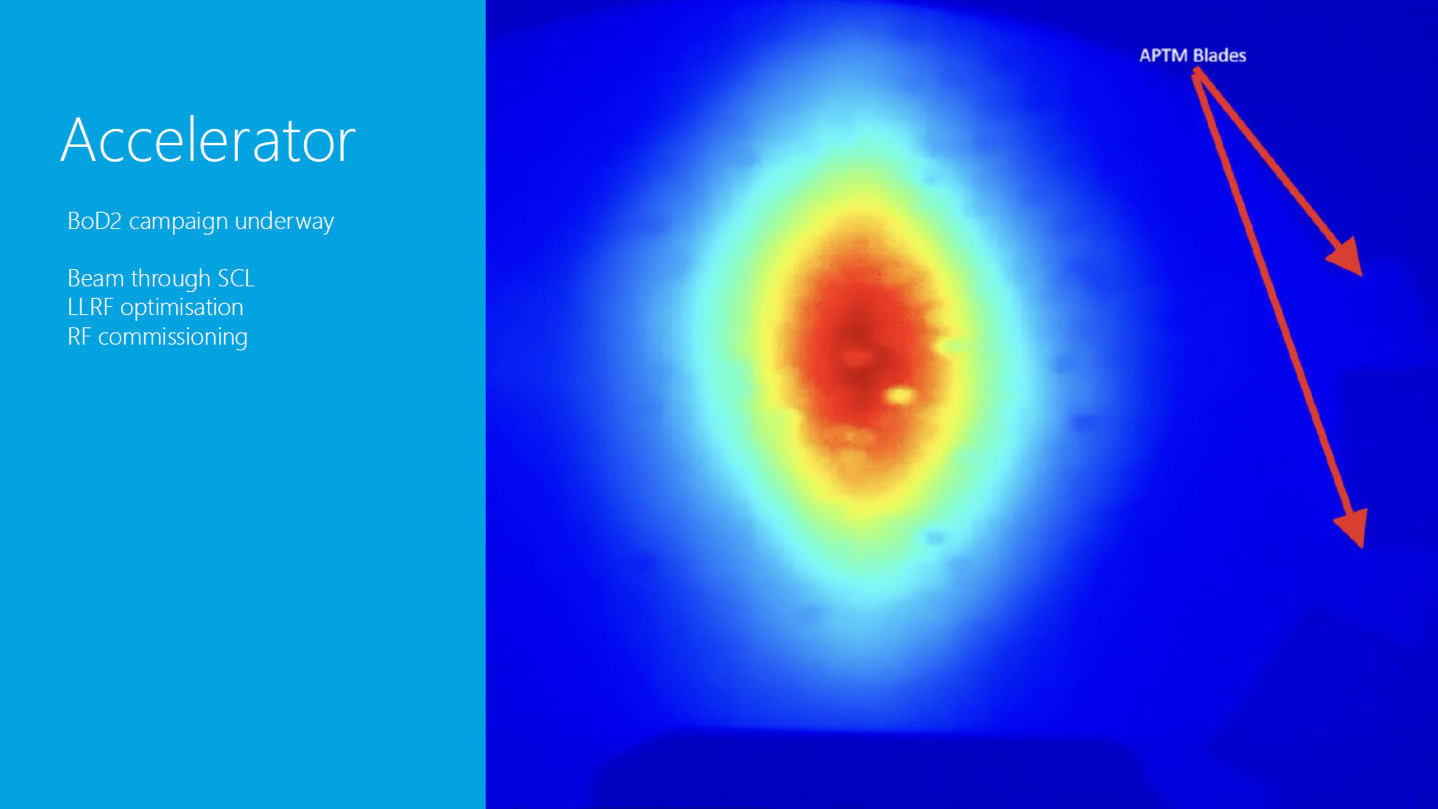 Accelerator
BoD2 campaign underway
Beam through SCL
LLRF optimisation
RF commissioning
APTM Blades